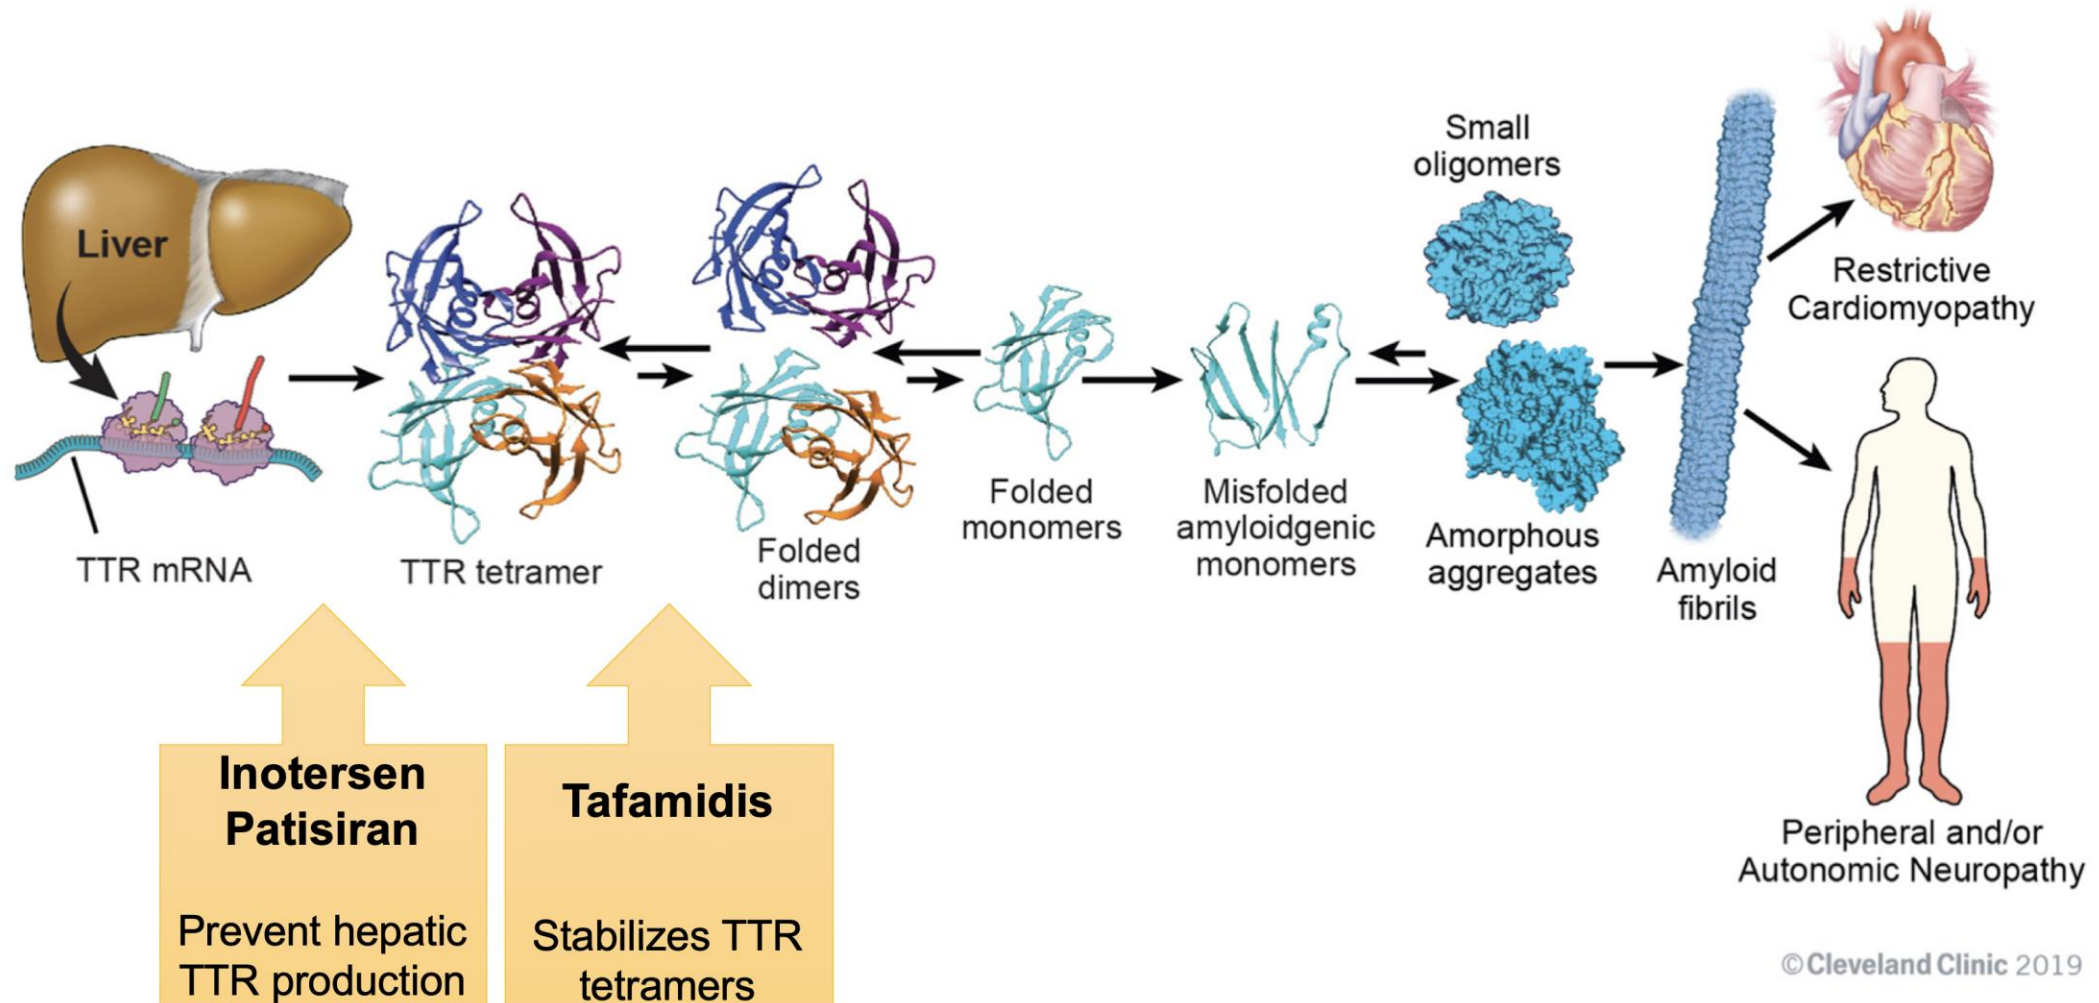 Liver
TTR mRNA
TTR tetramer
Folded
dimers
Folded
monomers
Misfolded
amyloidgenic
monomers
Small
oligomers
Amorphous
aggregates
Amyloid
fibrils
Restrictive
Cardiomyopathy
Peripheral and/or
Autonomic Neuropathy
Inotersen
Patisiran
Prevent hepatic
TTR production
Tafamidis
Stabilizes TTR
tetramers
©Cleveland Clinic 2019